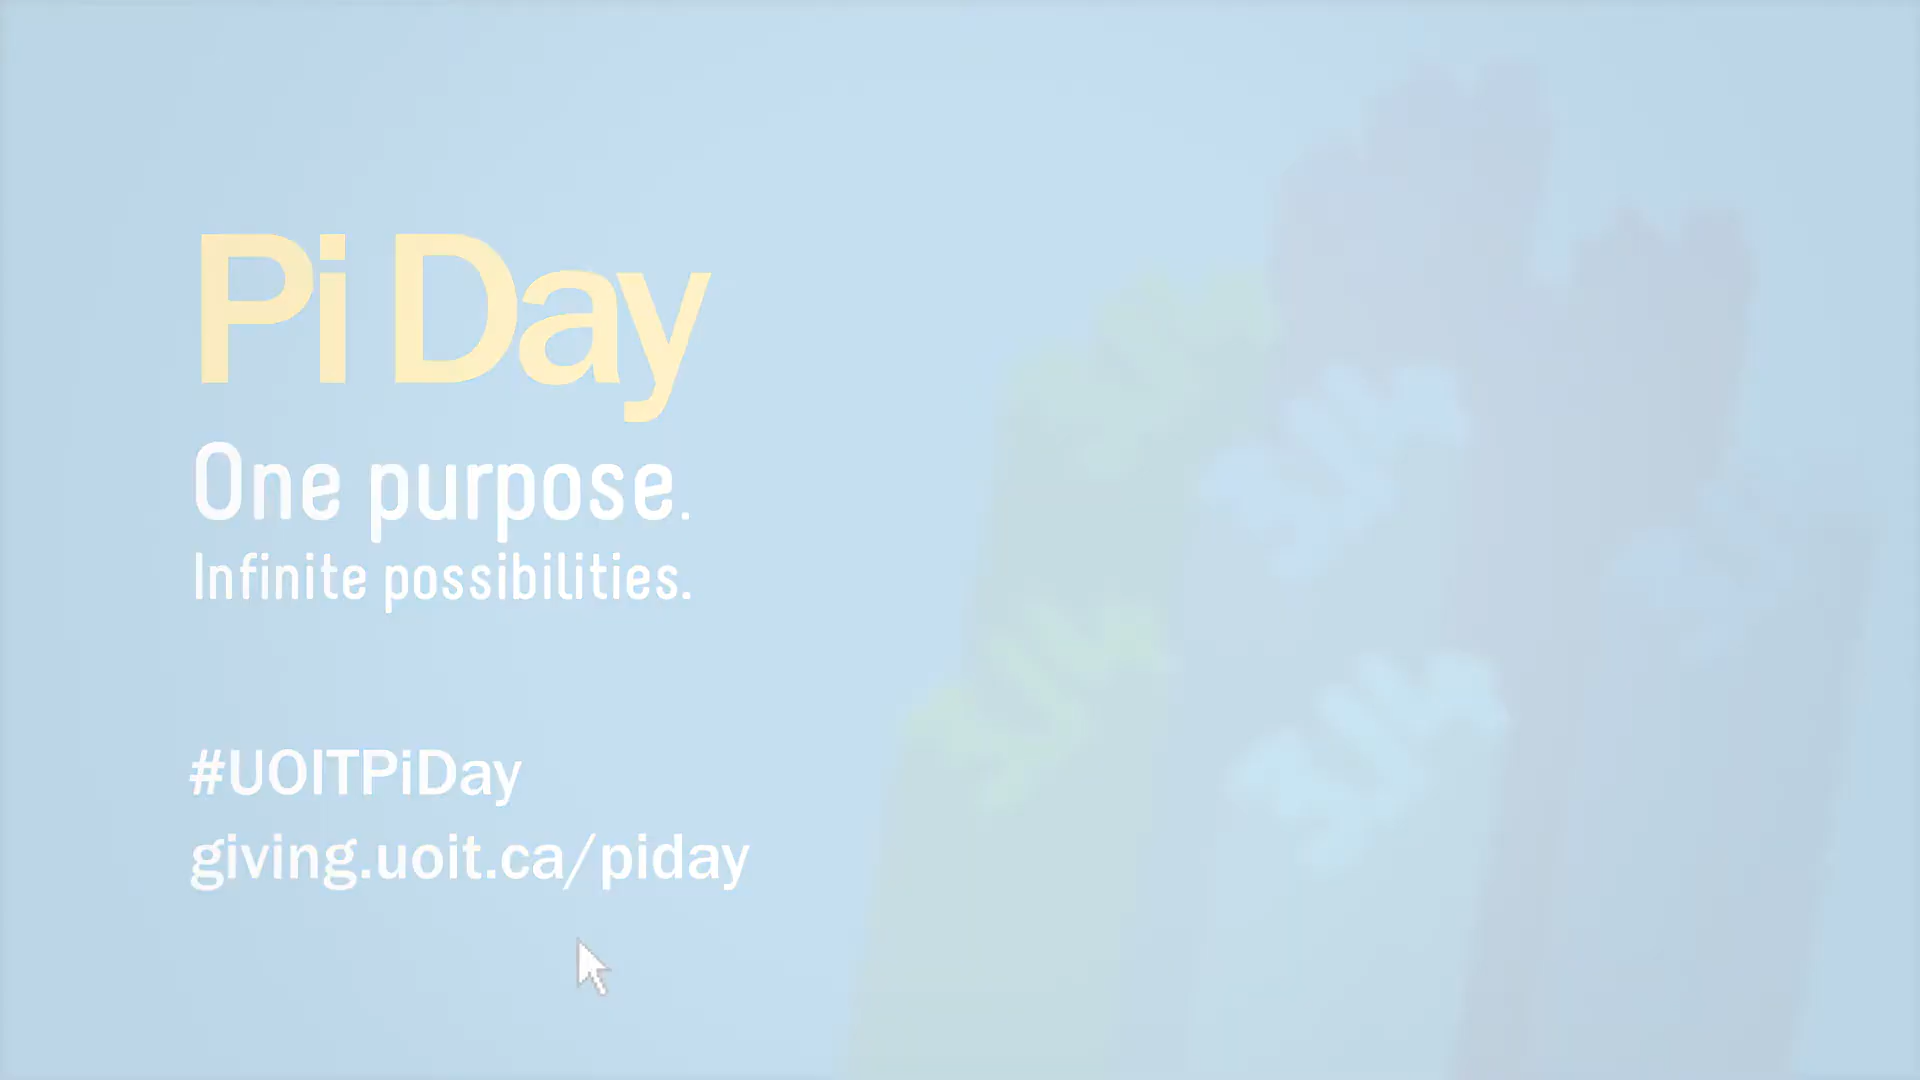 Pi Day
One purpose.
Infinite possibilities.
#UOITPiDay
giving.uoit.ca/piday